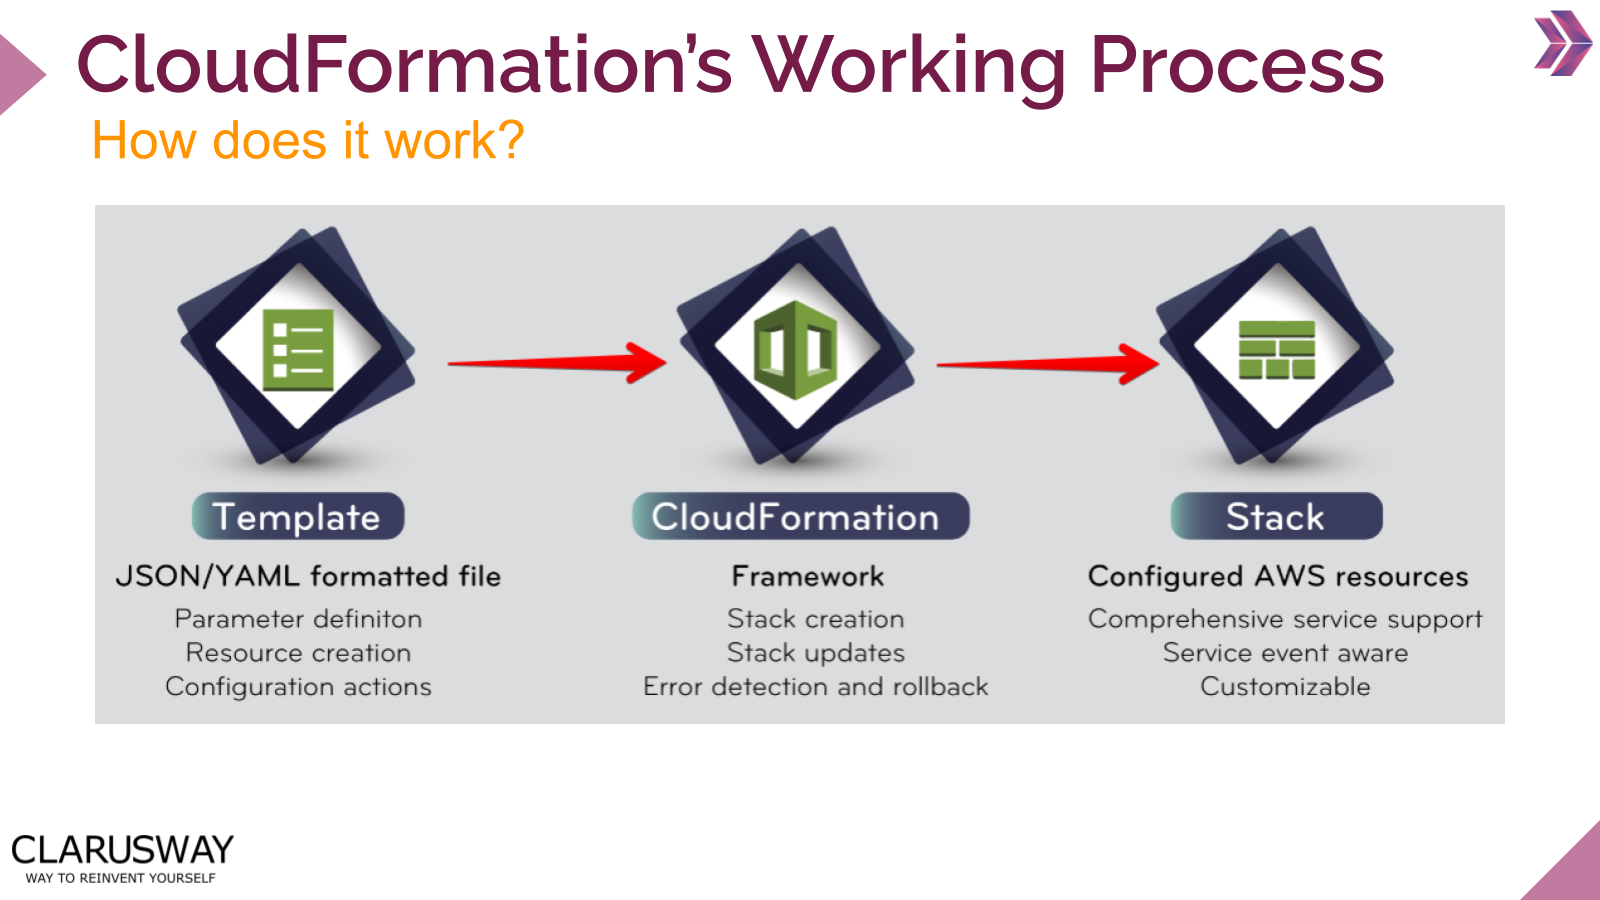 CloudFormation’s Working Process
How does it work?
Template
JSON/YAML formatted file
Parameter definiton
Resource creation
Configuration actions
CloudFormation
Framework
Stack creation
Stack updates
Error detection and rollback
Stack
Configured AWS resources
Comprehensive service support
Service event aware
Customizable
CLARUSWAY
WAY TO REINVENT YOURSELF